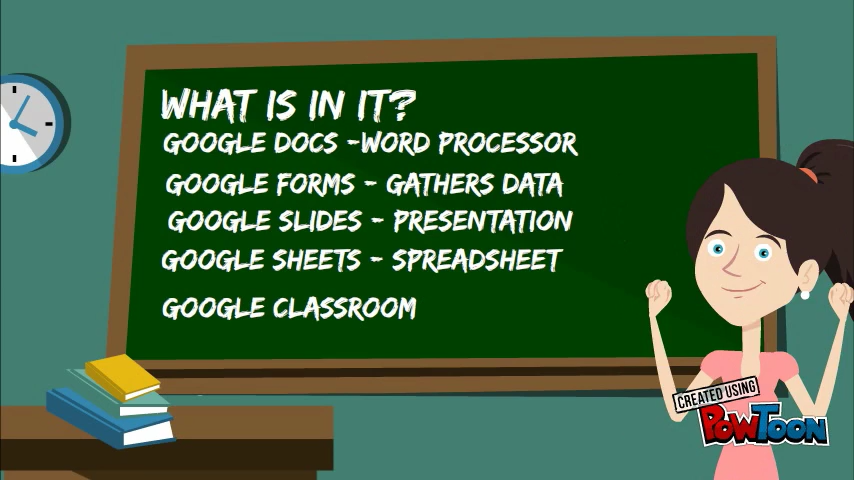 WHAT IS IN IT?
GOOGLE DOCS -WORD PROCESSOR
GOOGLE FORMS - GATHERS DATA
GOOGLE SLIDES - PRESENTATION
GOOGLE SHEETS - SPREADSHEET
GOOGLE CLASSROOM
CREATED USING
POWTOON